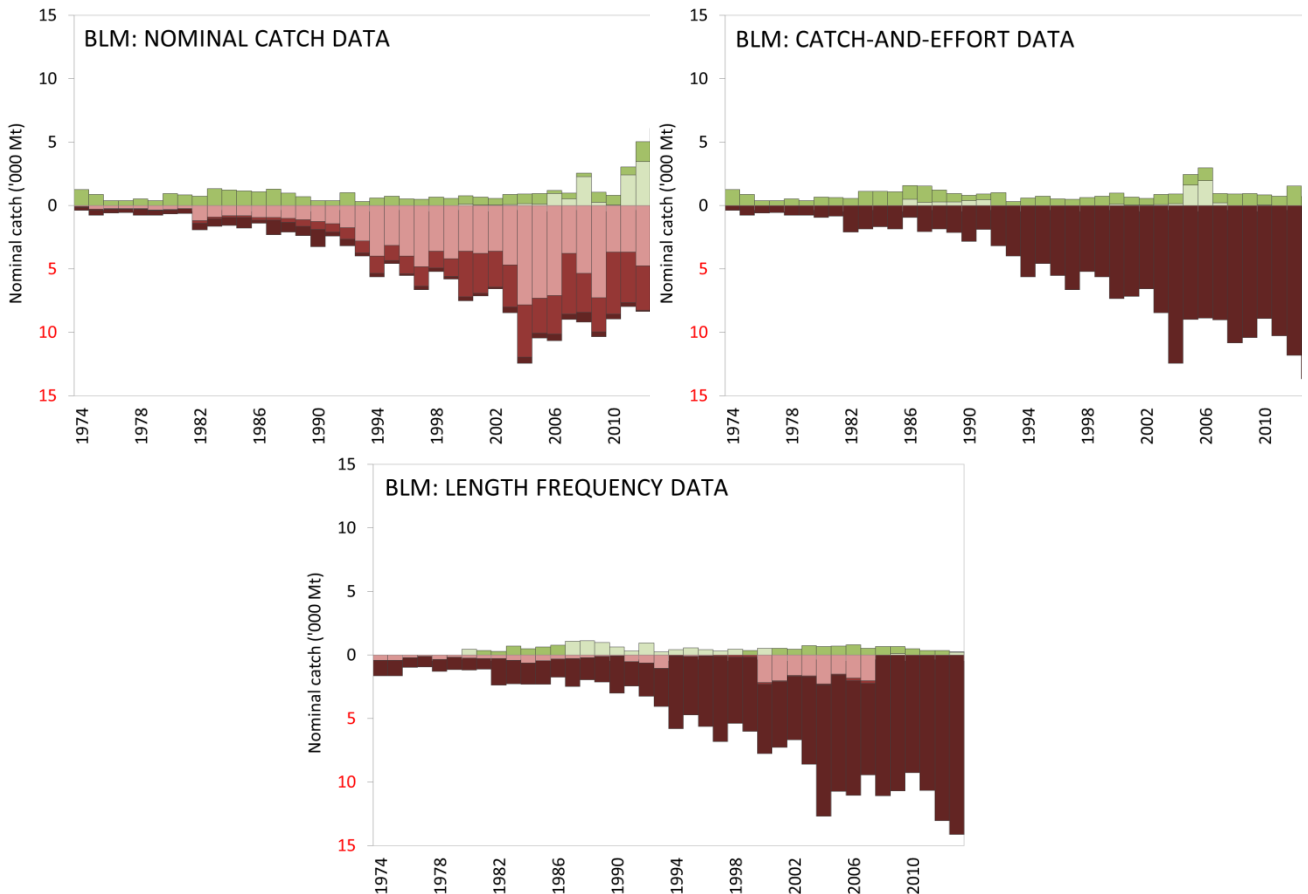 BLM: NOMINAL CATCH DATA
Nominal catch ('000 Mt)
15
10
5
0
5
10
15
1974 1978 1982 1986 1990 1994 1998 2002 2006 2010
BLM: CATCH-AND-EFFORT DATA
Nominal catch ('000 Mt)
15
10
5
0
5
10
15
1974 1978 1982 1986 1990 1994 1998 2002 2006 2010
BLM: LENGTH FREQUENCY DATA
Nominal catch ('000 Mt)
15
10
5
0
5
10
15
1974 1978 1982 1986 1990 1994 1998 2002 2006 2010